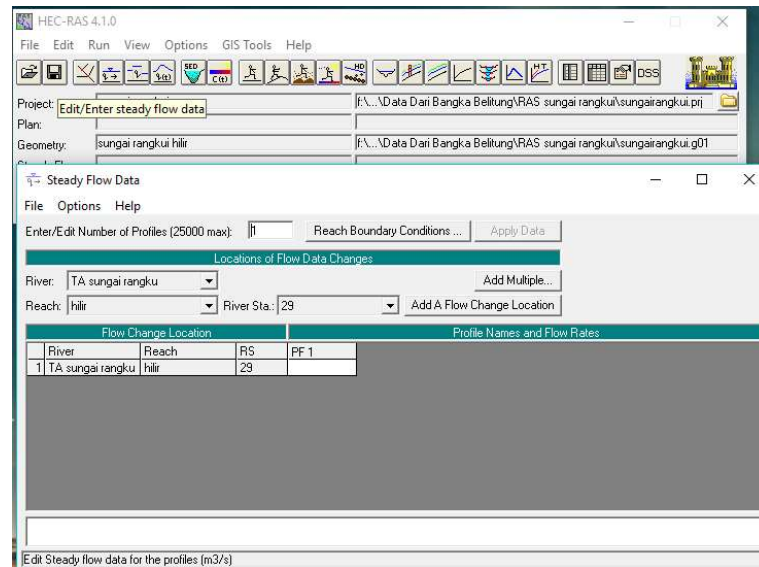 HEC-RAS 4.1.0
File Edit Run View Options GIS Tools Help
SED C(t) HD HT DSS
Project: f:\...\Data Dari Bangka Belitung\RAS sungai rangkui\sungairangkui.prj
Edit/Enter steady flow data
Plan:
Geometry: sungai rangkui hilir f:\...\Data Dari Bangka Belitung\RAS sungai rangkui\sungairangkui.g01
Steady Flow Data
File Options Help
Enter/Edit Number of Profiles (25000 max): 1 Reach Boundary Conditions ... Apply Data
Locations of Flow Data Changes
River: TA sungai rangku Add Multiple...
Reach: hilir River Sta.: 29 Add A Flow Change Location
Flow Change Location Profile Names and Flow Rates
River Reach RS PF 1
1 TA sungai rangku hilir 29
Edit Steady flow data for the profiles (m3/s)